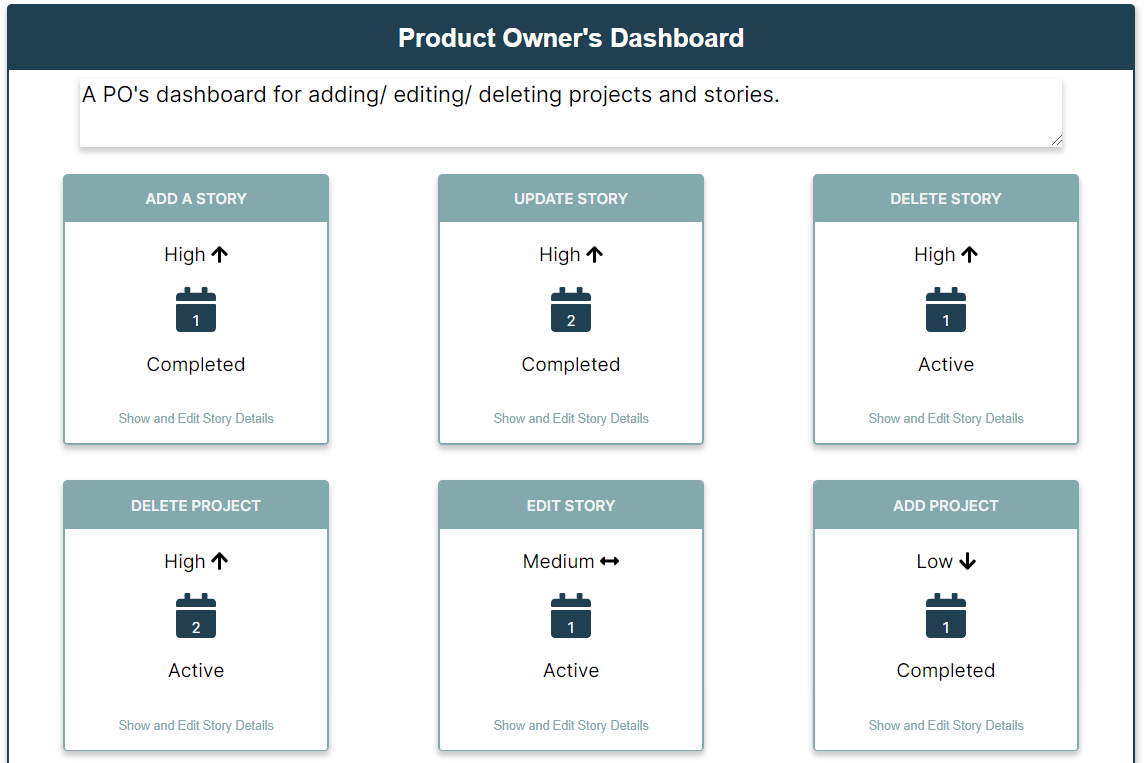 Product Owner's Dashboard
A PO's dashboard for adding/ editing/ deleting projects and stories.
ADD A STORY
High
1
Completed
Show and Edit Story Details
UPDATE STORY
High
2
Completed
Show and Edit Story Details
DELETE STORY
High
1
Active
Show and Edit Story Details
DELETE PROJECT
High
2
Active
Show and Edit Story Details
EDIT STORY
Medium
1
Active
Show and Edit Story Details
ADD PROJECT
Low
1
Completed
Show and Edit Story Details